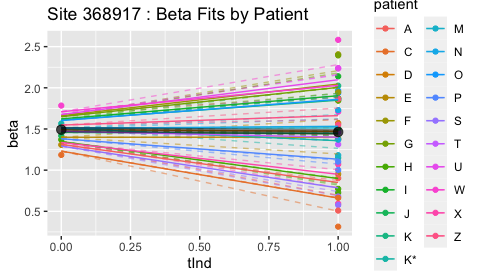 Site 368917 : Beta Fits by Patient
beta
2.5
2.0
1.5
1.0
0.5
0.00
0.25
0.50
0.75
1.00
tInd
patient
A
C
D
E
F
G
H
I
J
K
K*
M
N
O
P
S
T
U
W
X
Z